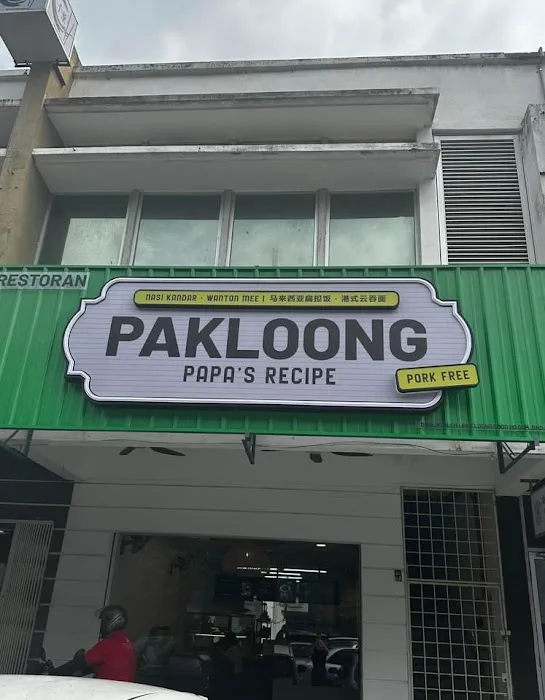 RESTORAN
NASI KANDAR · WANTON MEE | 马来西亚扁担饭 · 港式云吞面
PAKLOONG
PAPA'S RECIPE
PORK FREE